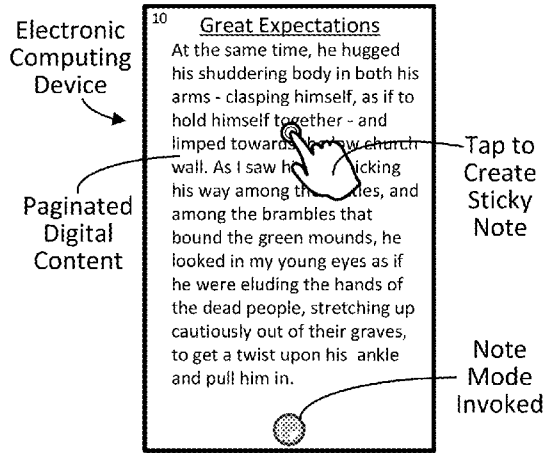 10
Great Expectations
At the same time, he hugged
his shuddering body in both his
arms - clasping himself, as if to
hold himself together - and
limped towards low church
wall. As I saw picking
his way among the and
among the brambles that
bound the green mounds, he
looked in my young eyes as if
he were eluding the hands of
the dead people, stretching up
cautiously out of their graves,
to get a twist upon his ankle
and pull him in.
Electronic
Computing
Device
Paginated
Digital
Content
Tap to
Create
Sticky
Note
Note
Mode
Invoked